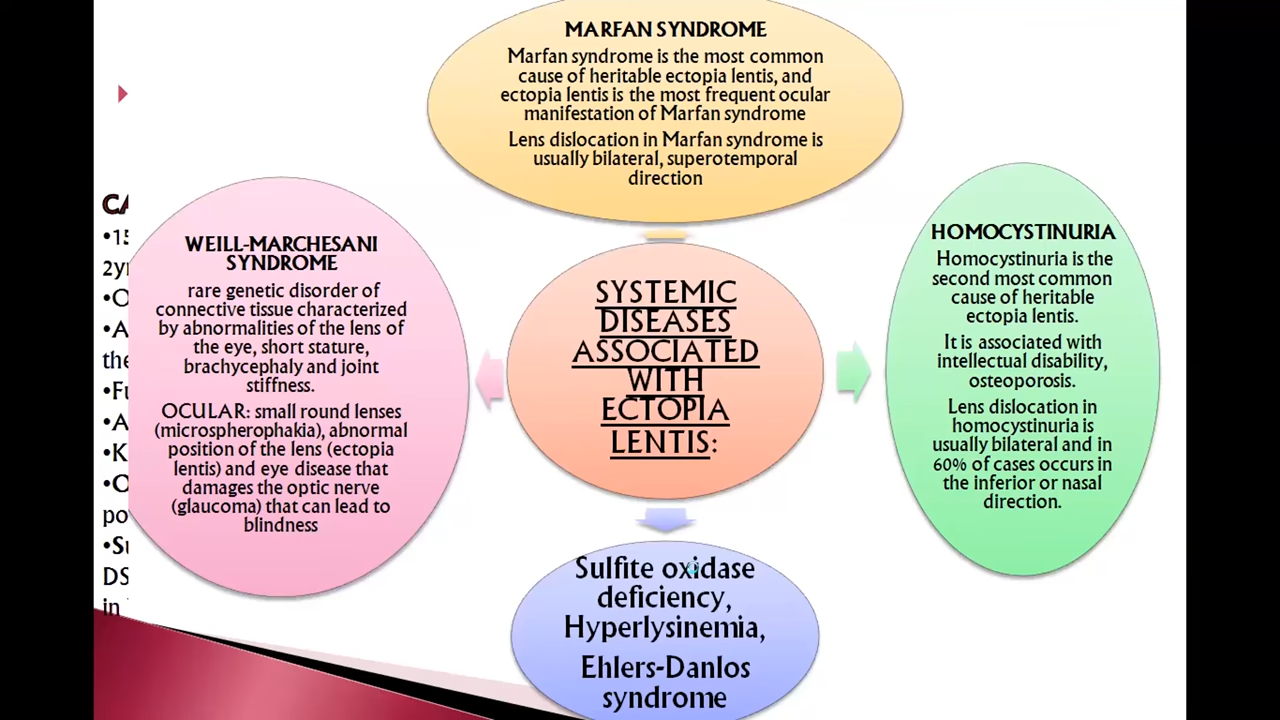 MARFAN SYNDROME
Marfan syndrome is the most common
cause of heritable ectopia lentis, and
ectopia lentis is the most frequent ocular
manifestation of Marfan syndrome
Lens dislocation in Marfan syndrome is
usually bilateral, superotemporal
direction
WEILL-MARCHESANI
SYNDROME
rare genetic disorder of
connective tissue characterized
by abnormalities of the lens of
the eye, short stature,
brachycephaly and joint
stiffness.
OCULAR: small round lenses
(microspherophakia), abnormal
position of the lens (ectopia
lentis) and eye disease that
damages the optic nerve
(glaucoma) that can lead to
blindness
SYSTEMIC
DISEASES
ASSOCIATED
WITH
ECTOPIA
LENTIS:
HOMOCYSTINURIA
Homocystinuria is the
second most common
cause of heritable
ectopia lentis.
It is associated with
intellectual disability,
osteoporosis.
Lens dislocation in
homocystinuria is
usually bilateral and in
60% of cases occurs in
the inferior or nasal
direction.
Sulfite oxidase
deficiency,
Hyperlysinemia,
Ehlers-Danlos
syndrome